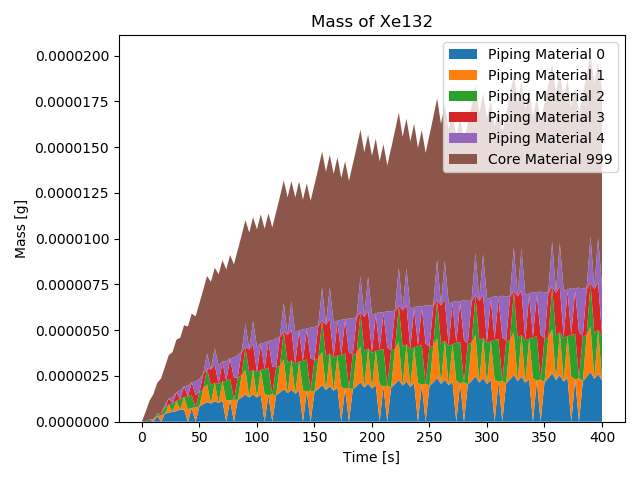 Mass of Xe132
Mass [g]
0.0000200
0.0000175
0.0000150
0.0000125
0.0000100
0.0000075
0.0000050
0.0000025
0.0000000
Piping Material 0
Piping Material 1
Piping Material 2
Piping Material 3
Piping Material 4
Core Material 999
0 50 100 150 200 250 300 350 400
Time [s]